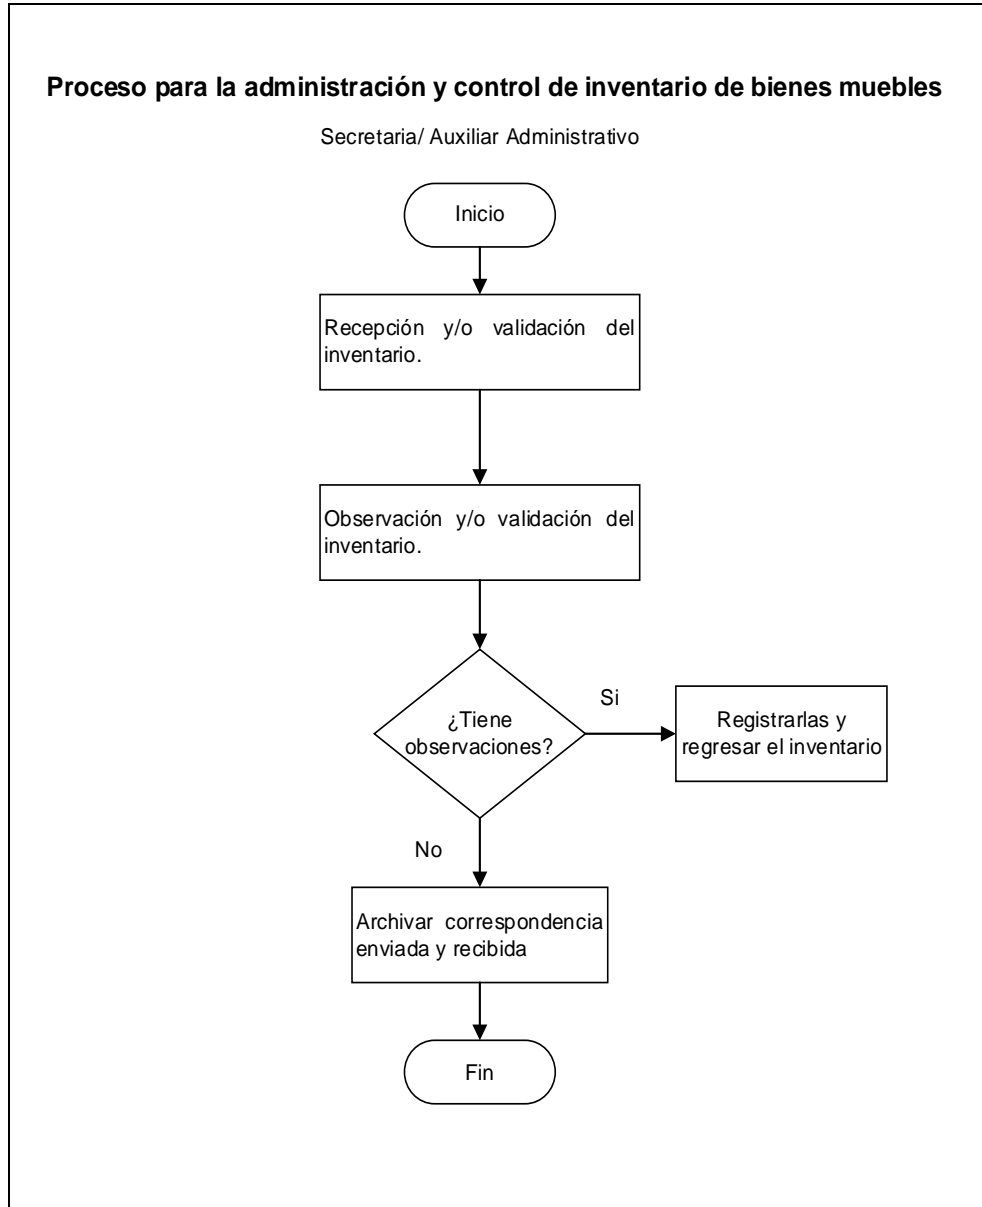 Proceso para la administración y control de inventario de bienes muebles
Secretaria/ Auxiliar Administrativo
Inicio
Recepción y/o validación del
inventario.
Observación y/o validación del
inventario.
¿Tiene
observaciones?
Si
Registrarlas y
regresar el inventario
No
Archivar correspondencia
enviada y recibida
Fin